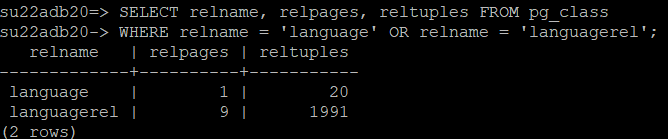 su22adb20=> SELECT relname, relpages, reltuples FROM pg_class
su22adb20-> WHERE relname = 'language' OR relname = 'languagerel';
   relname   | relpages | reltuples
-------------+----------+-----------
 language    |        1 |        20
 languagerel |        9 |      1991
(2 rows)